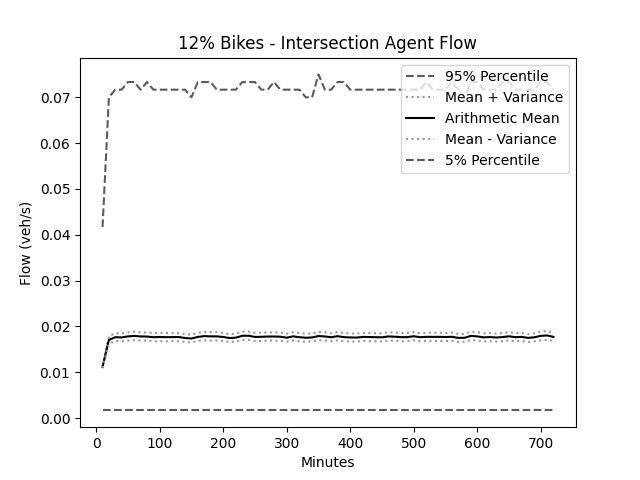 12% Bikes - Intersection Agent Flow
95% Percentile
Mean + Variance
Arithmetic Mean
Mean - Variance
5% Percentile
Flow (veh/s)
0.07
0.06
0.05
0.04
0.03
0.02
0.01
0.00
0 100 200 300 400 500 600 700
Minutes